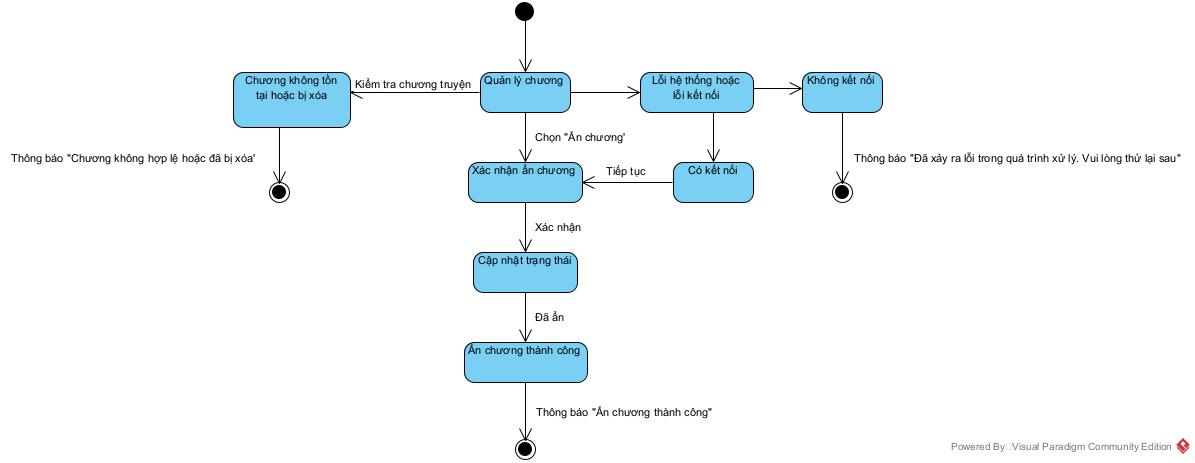 Chương không tồn
tại hoặc bị xóa
Kiểm tra chương truyện
Quản lý chương
Lỗi hệ thống hoặc
lỗi kết nối
Không kết nối
Thông báo "Chương không hợp lệ hoặc đã bị xóa'
Chọn "Ẩn chương'
Thông báo "Đã xảy ra lỗi trong quá trình xử lý. Vui lòng thử lại sau"
Xác nhận ẩn chương
Tiếp tục
Có kết nối
Xác nhận
Cập nhật trạng thái
Đã ẩn
Ẩn chương thành công
Thông báo "Ẩn chương thành công"
Powered By Visual Paradigm Community Edition